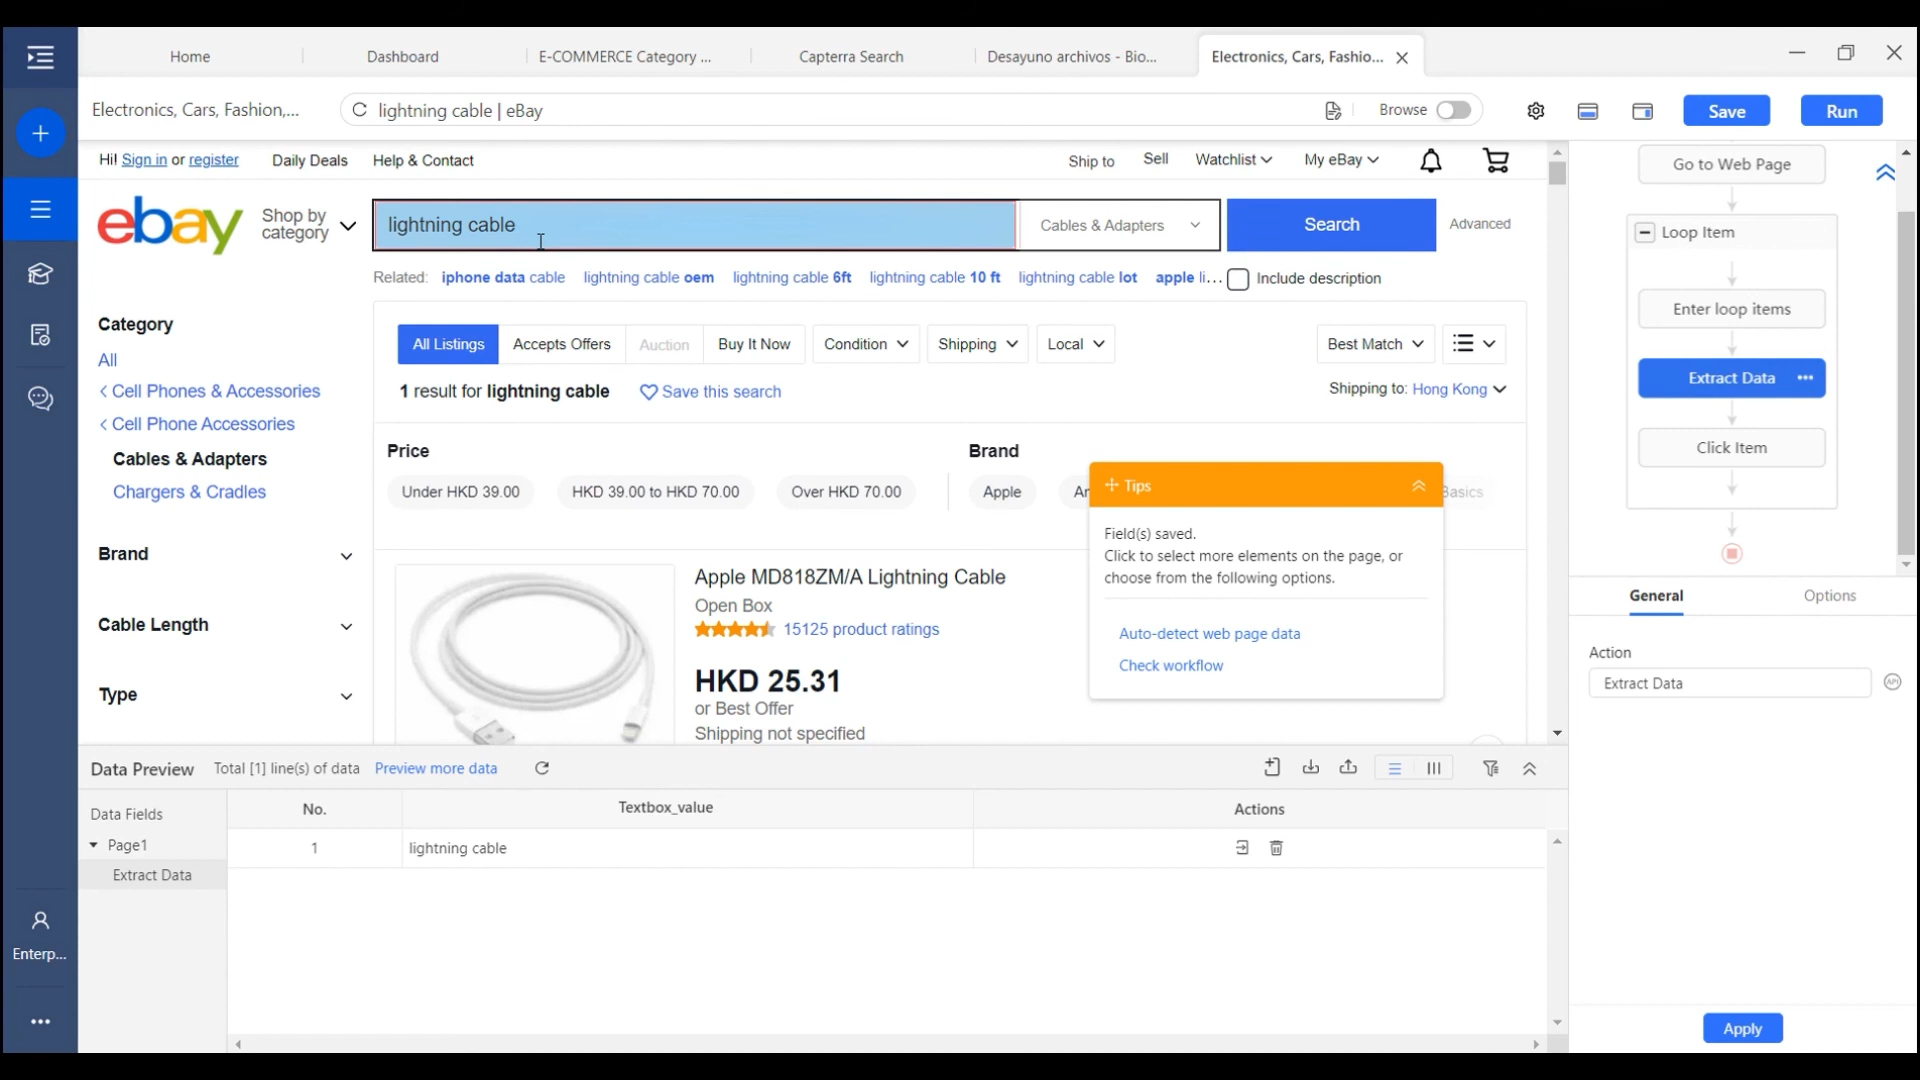 Home
Dashboard
E-COMMERCE Category ...
Capterra Search
Desayuno archivos - Bio...
Electronics, Cars, Fashio...
Electronics, Cars, Fashion,...
lightning cable | eBay
Browse
Save
Run
Hi! Sign in or register
Daily Deals
Help & Contact
Ship to
Sell
Watchlist
My eBay
ebay
Shop by category
lightning cable
Cables & Adapters
Search
Advanced
Related: iphone data cable lightning cable oem lightning cable 6ft lightning cable 10 ft lightning cable lot apple li...
Include description
Category
All
< Cell Phones & Accessories
< Cell Phone Accessories
Cables & Adapters
Chargers & Cradles
Brand
Cable Length
Type
All Listings
Accepts Offers
Auction
Buy It Now
Condition
Shipping
Local
Best Match
1 result for lightning cable
Save this search
Shipping to: Hong Kong
Price
Under HKD 39.00
HKD 39.00 to HKD 70.00
Over HKD 70.00
Brand
Apple
Basics
Tips
Field(s) saved.
Click to select more elements on the page, or
choose from the following options.
Auto-detect web page data
Check workflow
Apple MD818ZM/A Lightning Cable
Open Box
15125 product ratings
HKD 25.31
or Best Offer
Shipping not specified
Go to Web Page
Loop Item
Enter loop items
Extract Data
Click Item
General
Options
Action
Extract Data
API
Apply
Data Preview
Total [1] line(s) of data
Preview more data
Data Fields
Page1
Extract Data
No.
Textbox_value
Actions
1
lightning cable
Enterp...